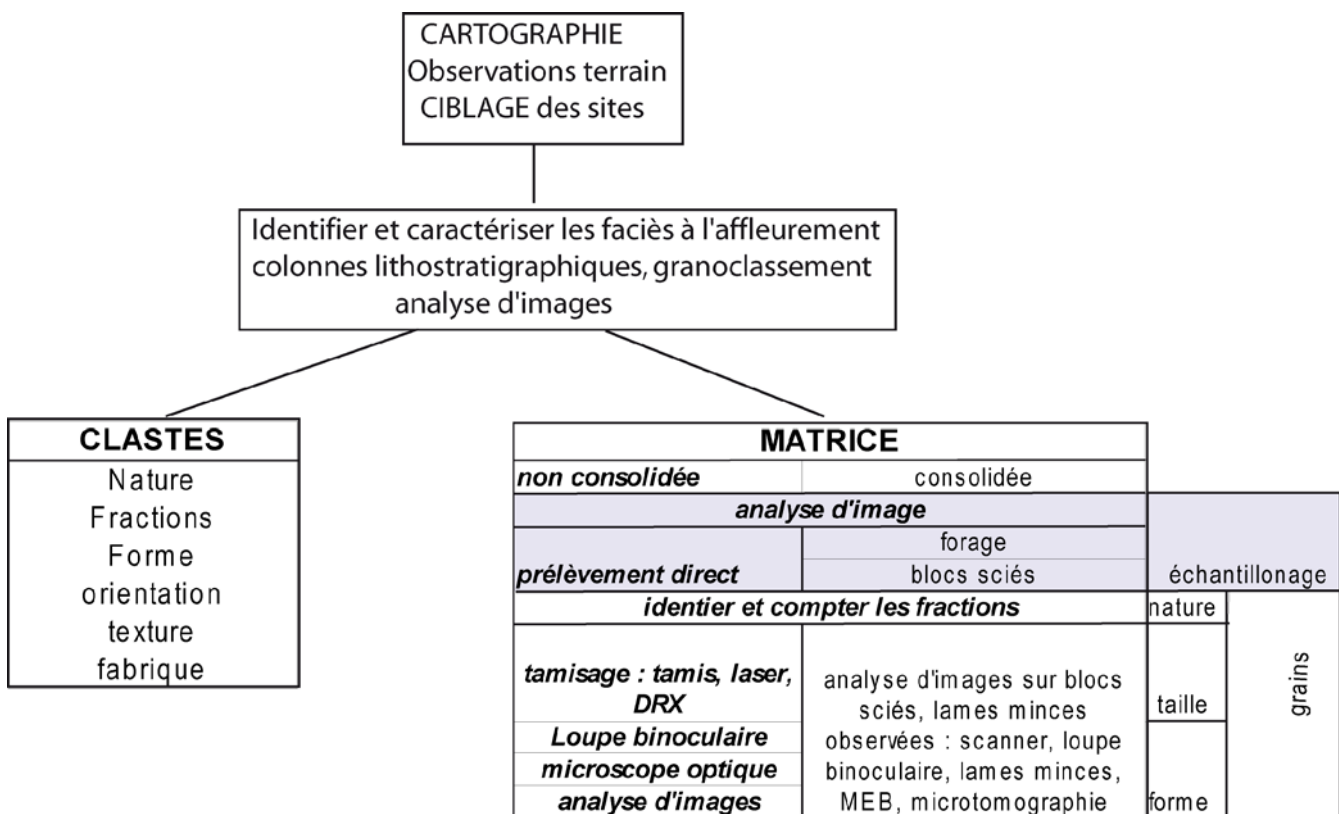 CARTOGRAPHIE
Observations terrain
CIBLAGE des sites
Identifier et caractériser les faciès à l'affleurement
colonnes lithostratigraphiques, granoclassement
analyse d'images
CLASTES
Nature
Fractions
Forme
orientation
texture
fabrique
MATRICE
non consolidée
consolidée
analyse d'image
prélèvement direct
forage
blocs sciés
échantillonage
identier et compter les fractions
nature
tamisage : tamis, laser,
DRX
Loupe binoculaire
microscope optique
analyse d'images
analyse d'images sur blocs
sciés, lames minces
observées : scanner, loupe
binoculaire, lames minces,
MEB, microtomographie
taille
forme
grains